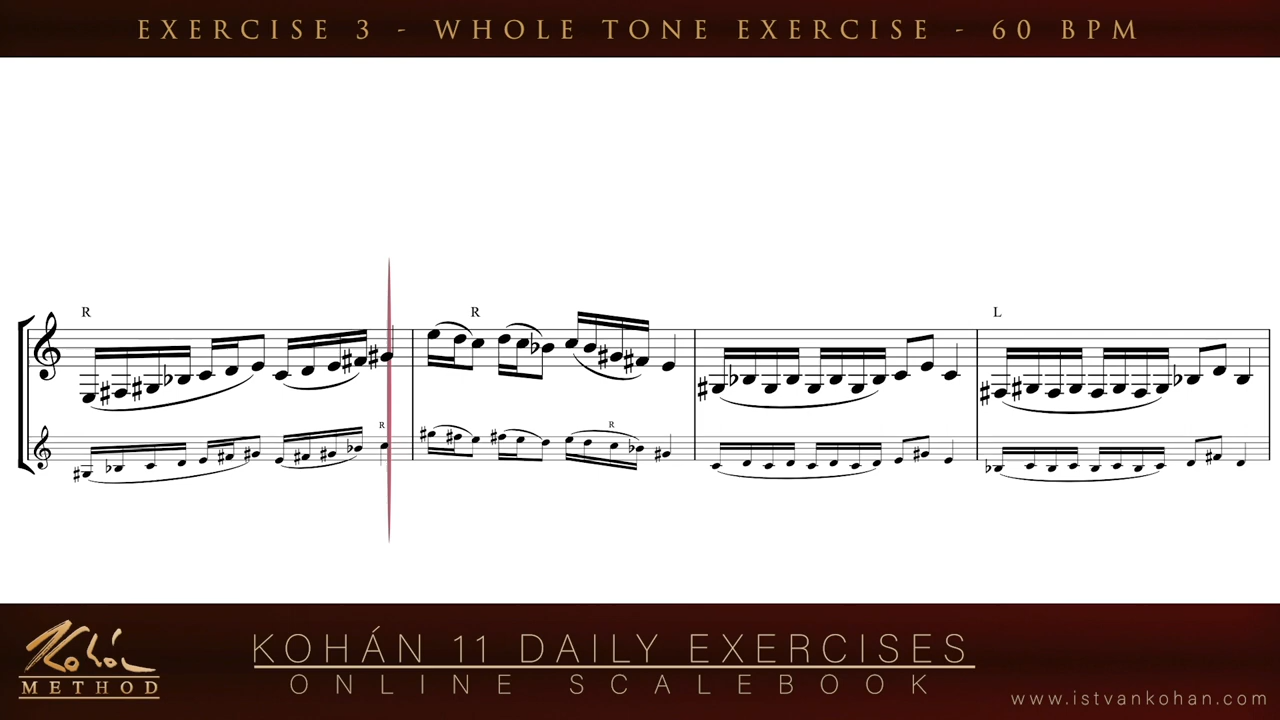 EXERCISE 3 - WHOLE TONE EXERCISE - 60 BPM
R
R
L
R
R
Kohán
METHOD
KOHÁN 11 DAILY EXERCISES
ONLINE SCALEBOOK
www.istvankohan.com